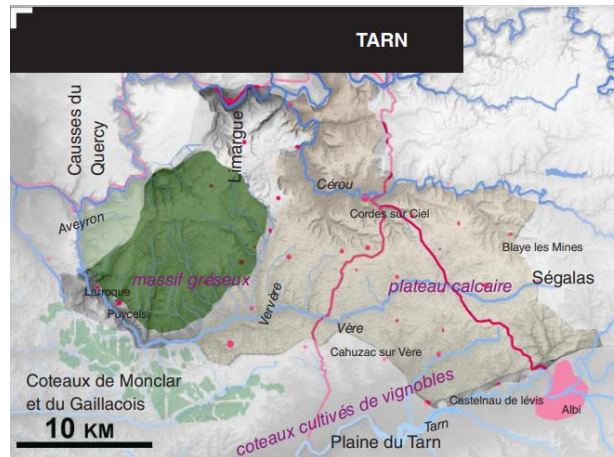 TARN
Causses du
Quercy
Limargue
Cérou
Cordes sur Ciel
Aveyron
Blaye les Mines
Ségalas
massif gréseux
plateau calcaire
Larroque
Puycelsi
Vervère
Vère
Cahuzac sur Vère
Coteaux de Monclar
et du Gaillacois
10 KM
coteaux cultivés de vignobles
Castelnau de lévis
Albi
Tarn
Plaine du Tarn